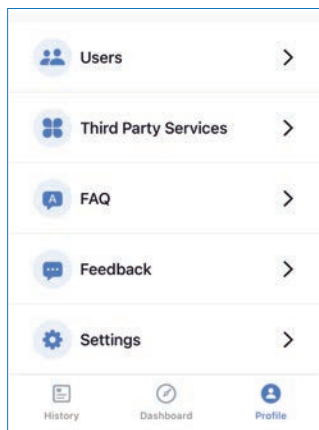 Users
Third Party Services
FAQ
Feedback
Settings
History Dashboard Profile